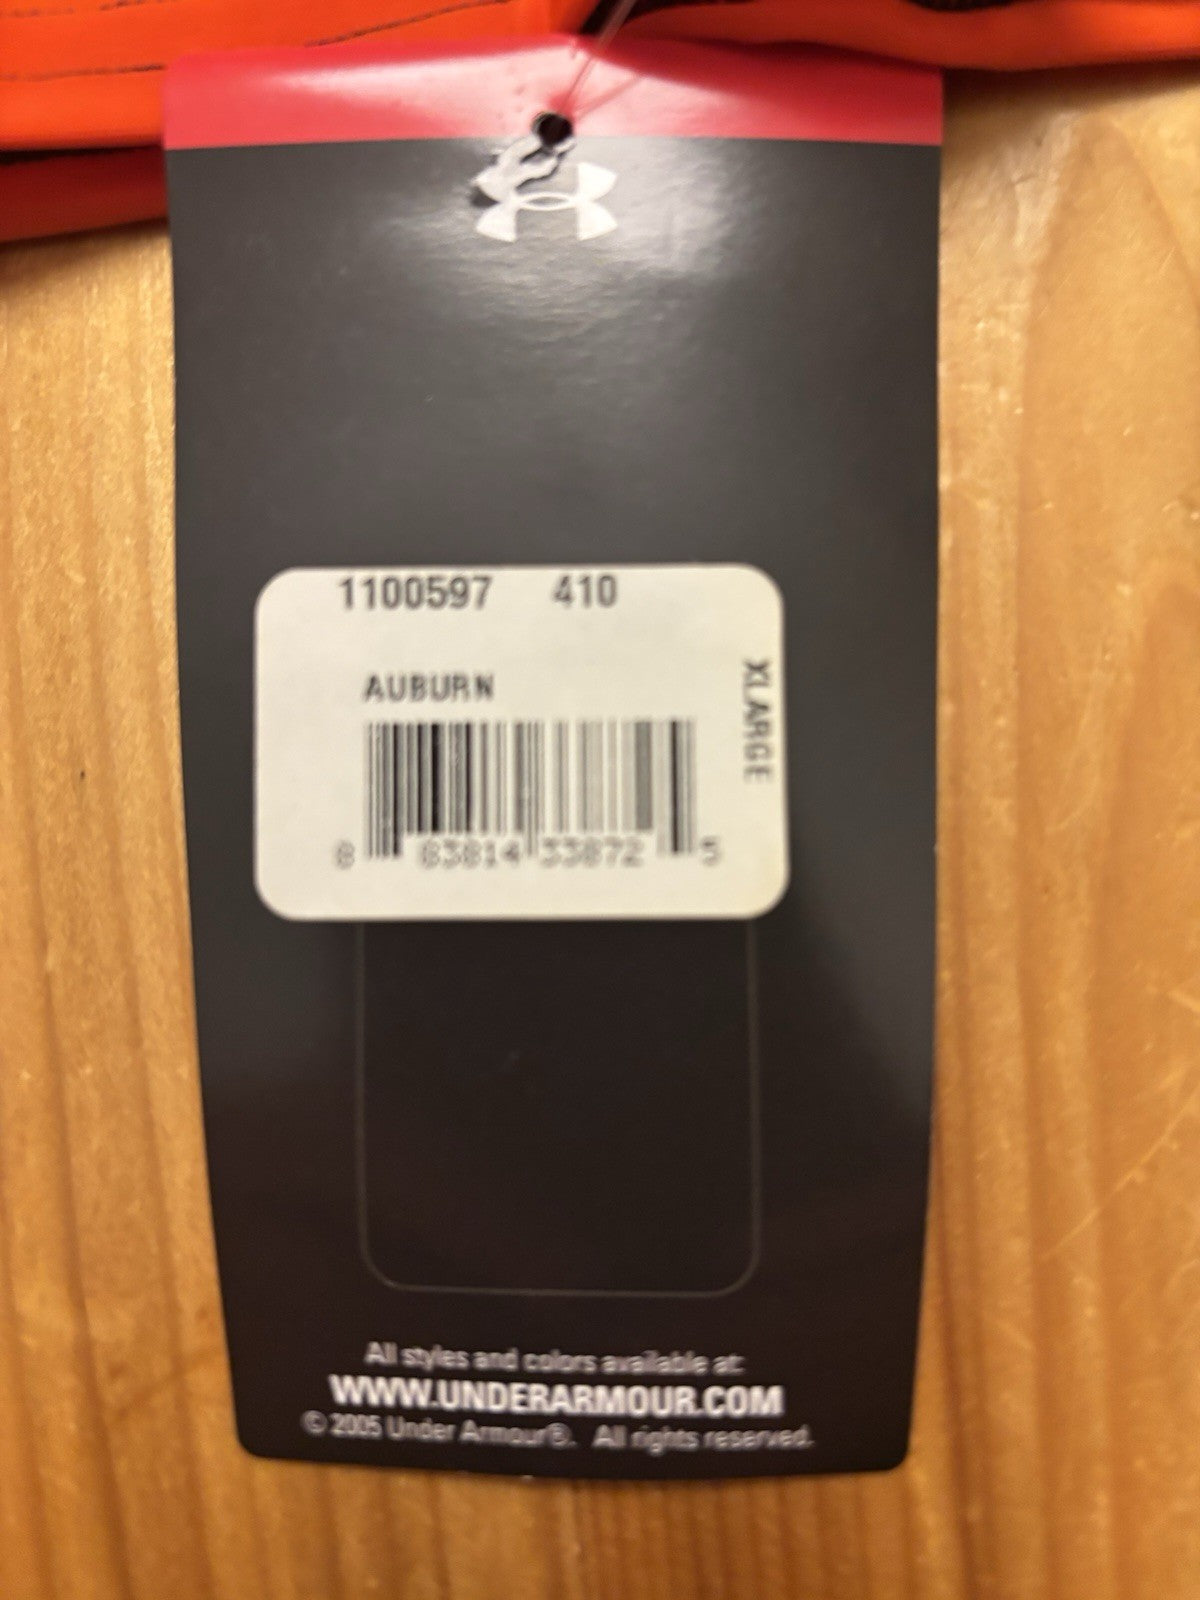 1100597 410
AUBURN
XLARGE
8 83814 33872 5
All styles and colors available at:
WWW.UNDERARMOUR.COM
© 2005 Under Armour®. All rights reserved.